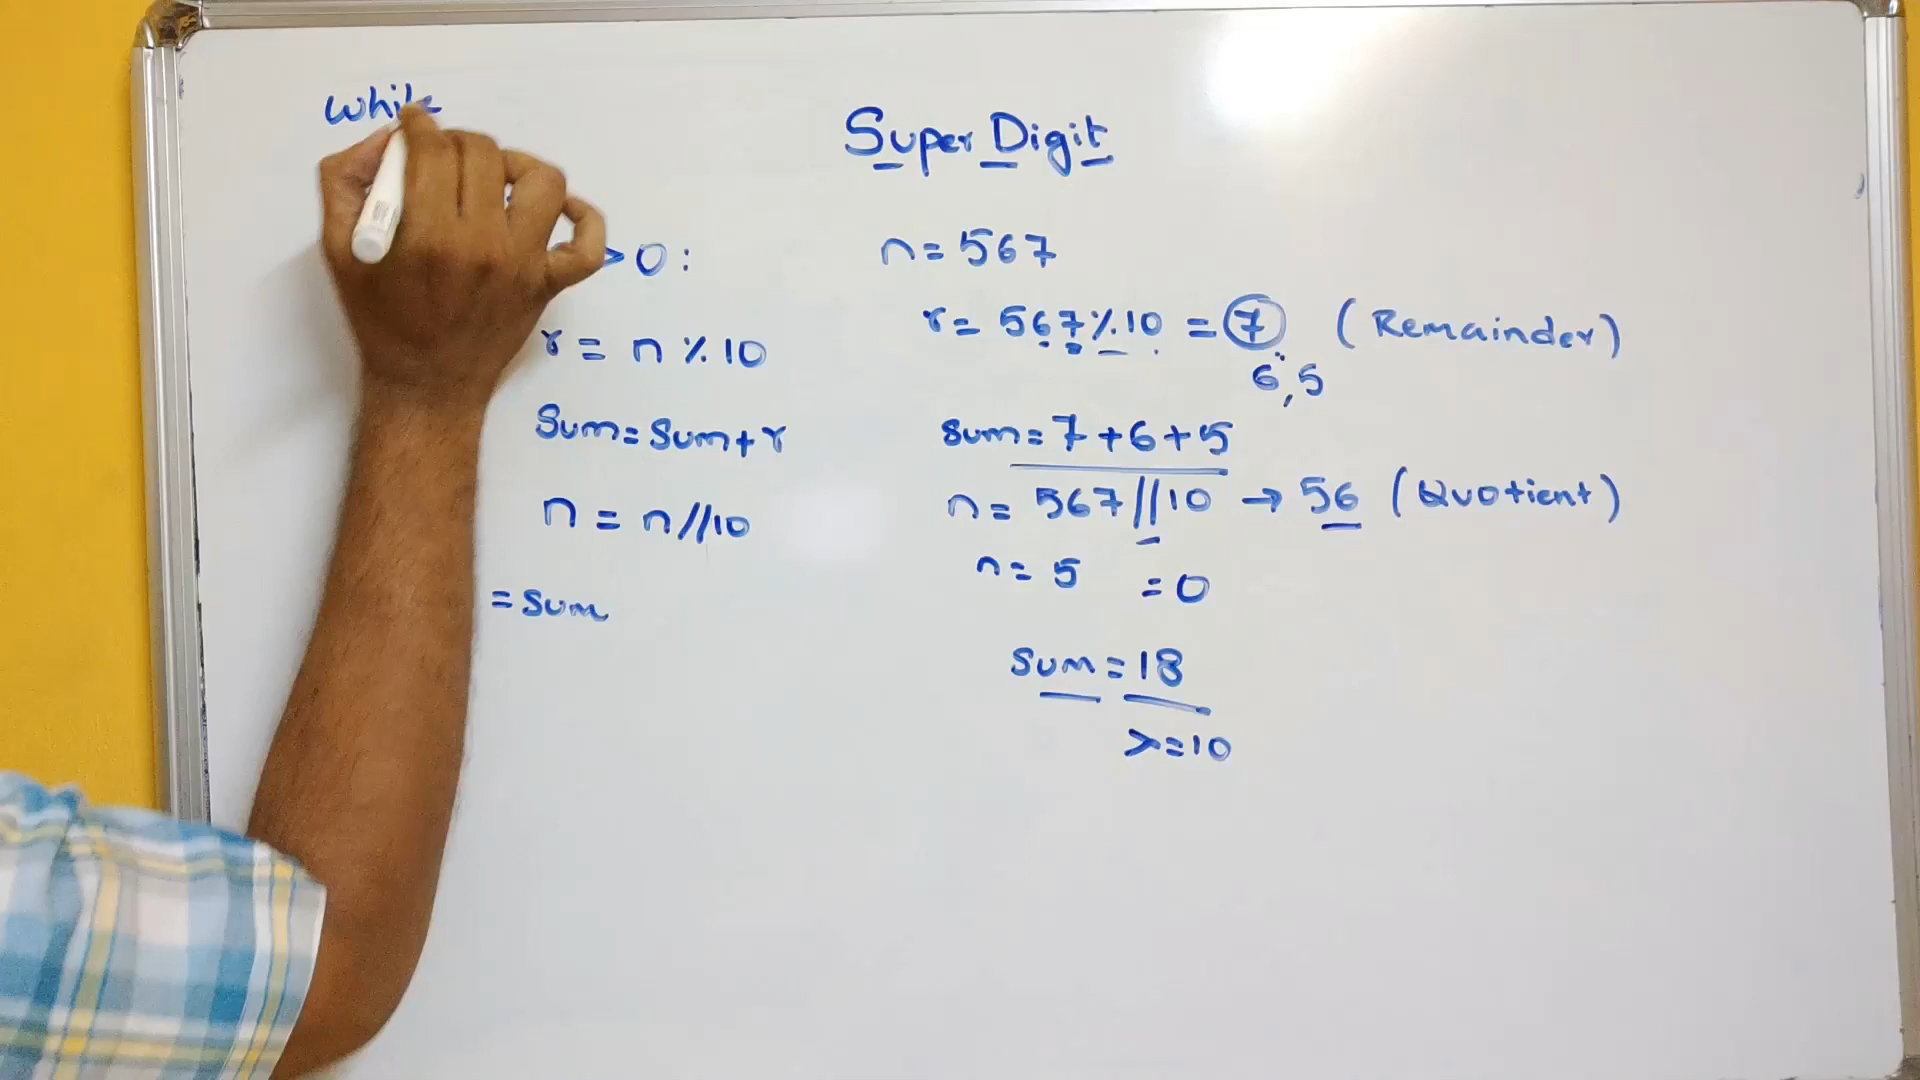 while
> 0 :
r = n % 10
Sum = Sum + r
n = n//10
= Sum
Super Digit
n = 567
r = 567 % 10 = 7 (Remainder)
6, 5
Sum = 7 + 6 + 5
n = 567 // 10 → 56 (Quotient)
n = 5 = 0
Sum = 18
>= 10